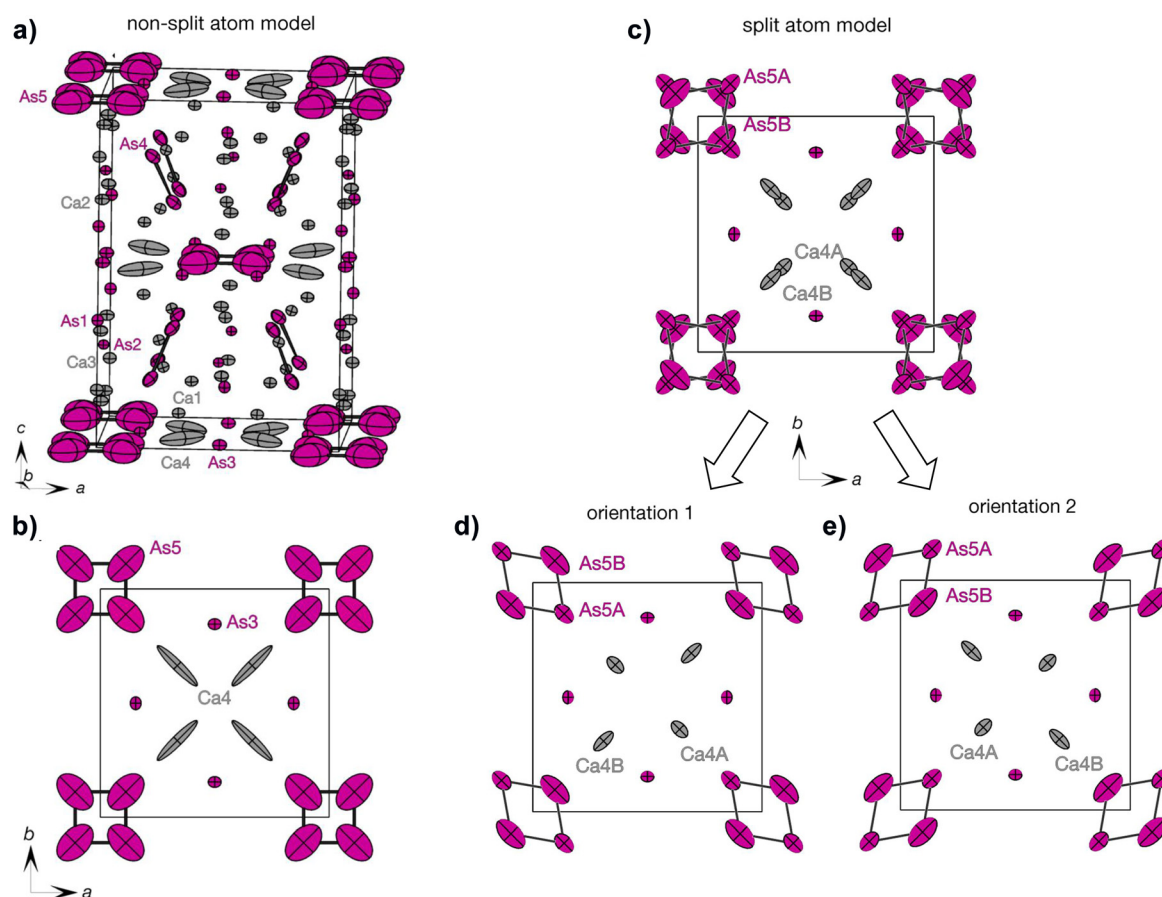 a)
non-split atom model
As5
As4
Ca2
As1
As2
Ca3
Ca1
Ca4
As3
c
b
a
b)
As5
As3
Ca4
b
a
c)
split atom model
As5A
As5B
Ca4A
Ca4B
b
a
d)
orientation 1
As5B
As5A
Ca4B
Ca4A
e)
orientation 2
As5A
As5B
Ca4A
Ca4B